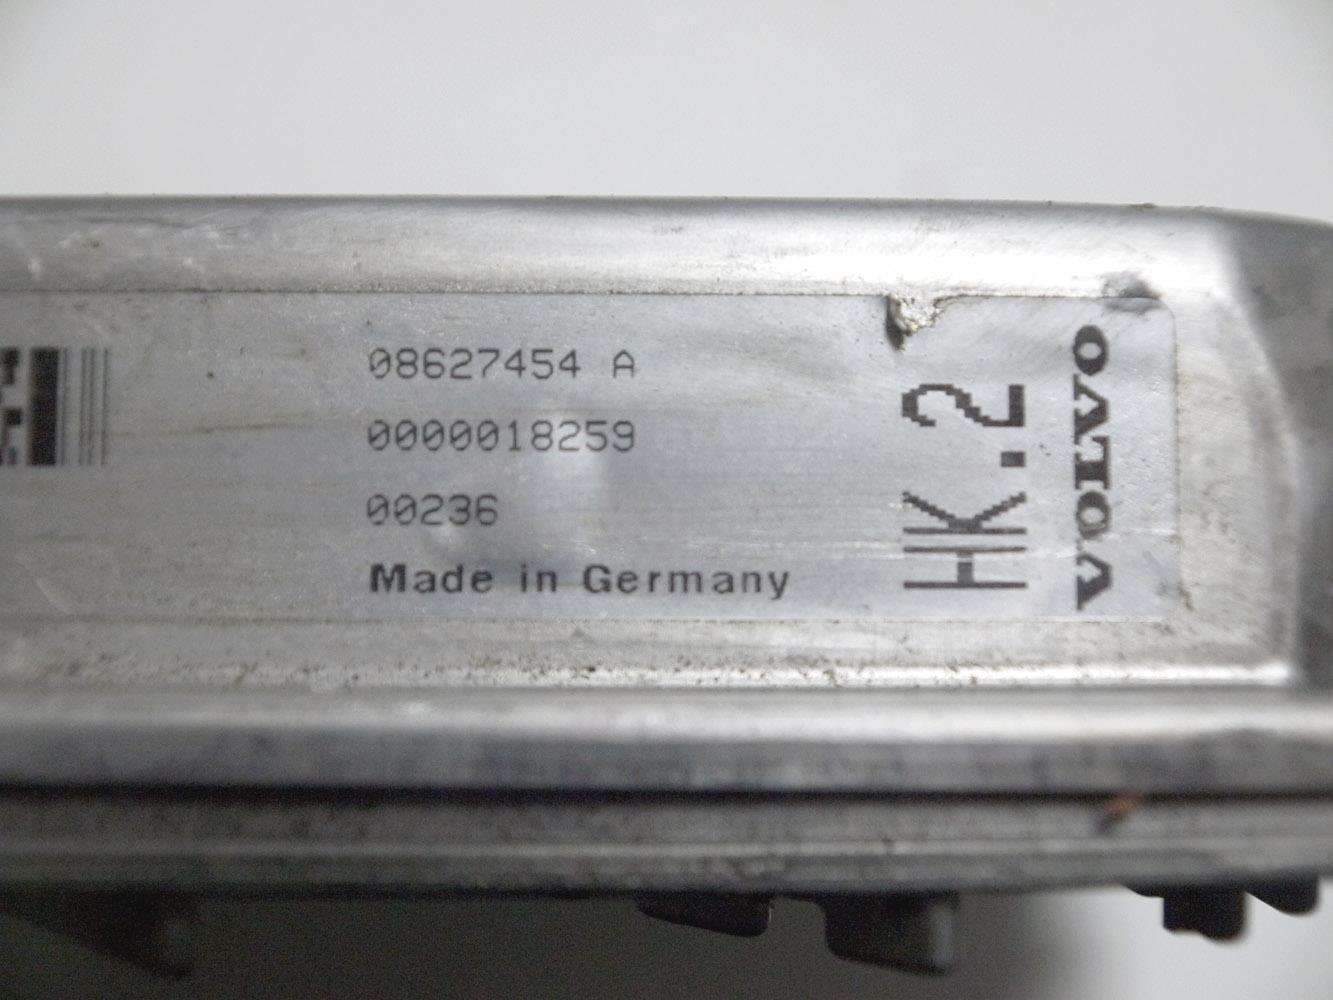 08627454 A
0000018259
00236
Made in Germany
HK.2
VOLVO